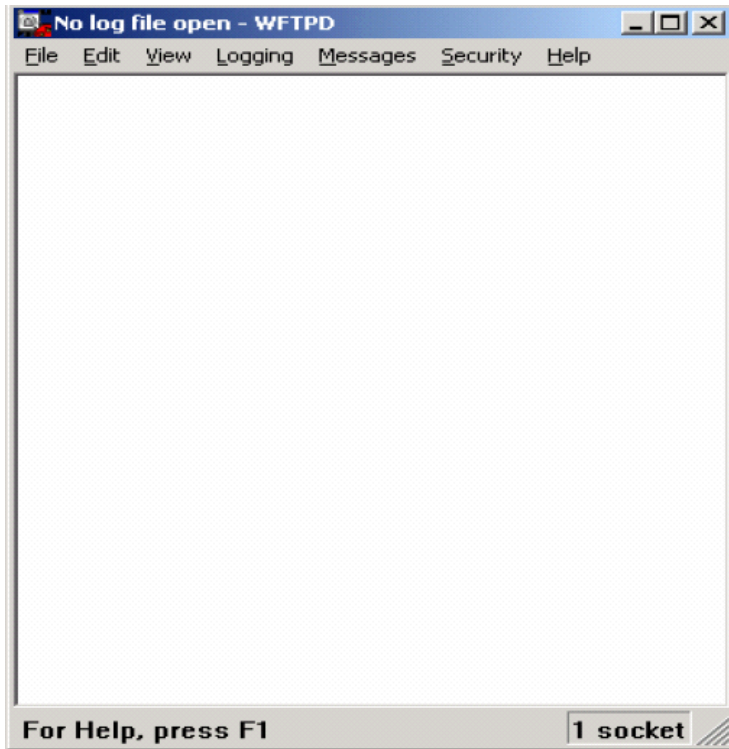 No log file open - WFTPD
File Edit View Logging Messages Security Help
For Help, press F1 1 socket